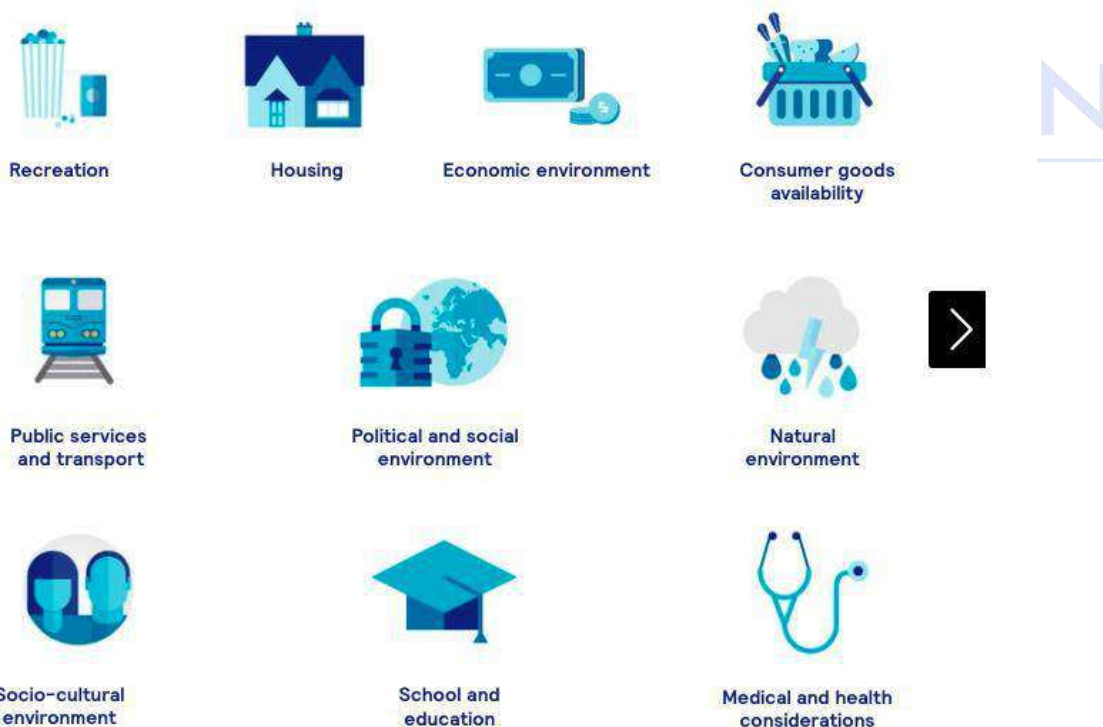 Recreation
Housing
Economic environment
Consumer goods
availability
Public services
and transport
Political and social
environment
Natural
environment
Socio-cultural
environment
School and
education
Medical and health
considerations